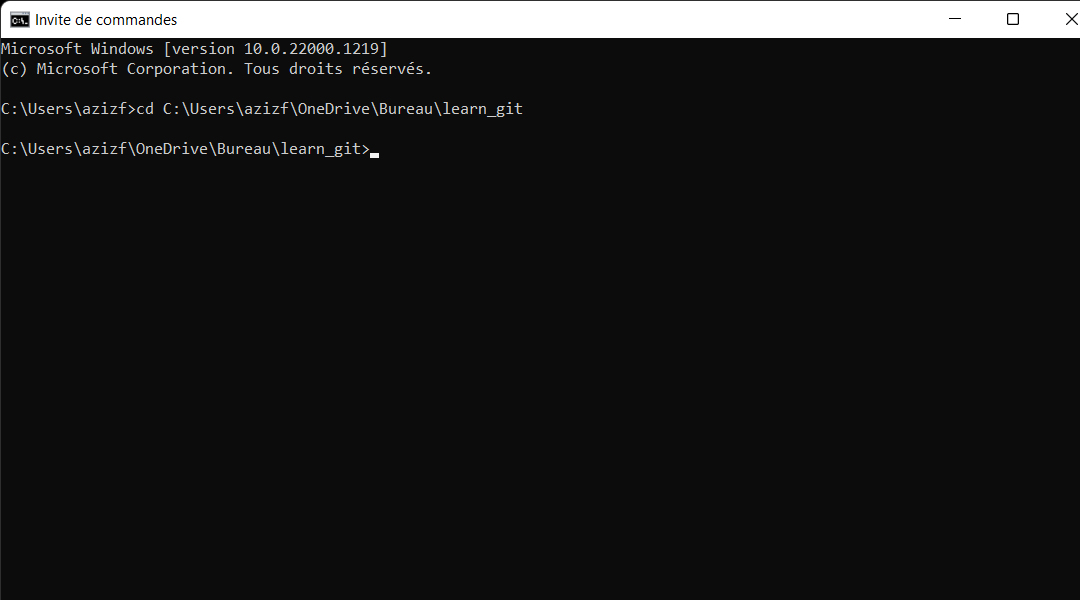 Invite de commandes
Microsoft Windows [version 10.0.22000.1219]
(c) Microsoft Corporation. Tous droits réservés.
C:\Users\azizf>cd C:\Users\azizf\OneDrive\Bureau\learn_git
C:\Users\azizf\OneDrive\Bureau\learn_git>